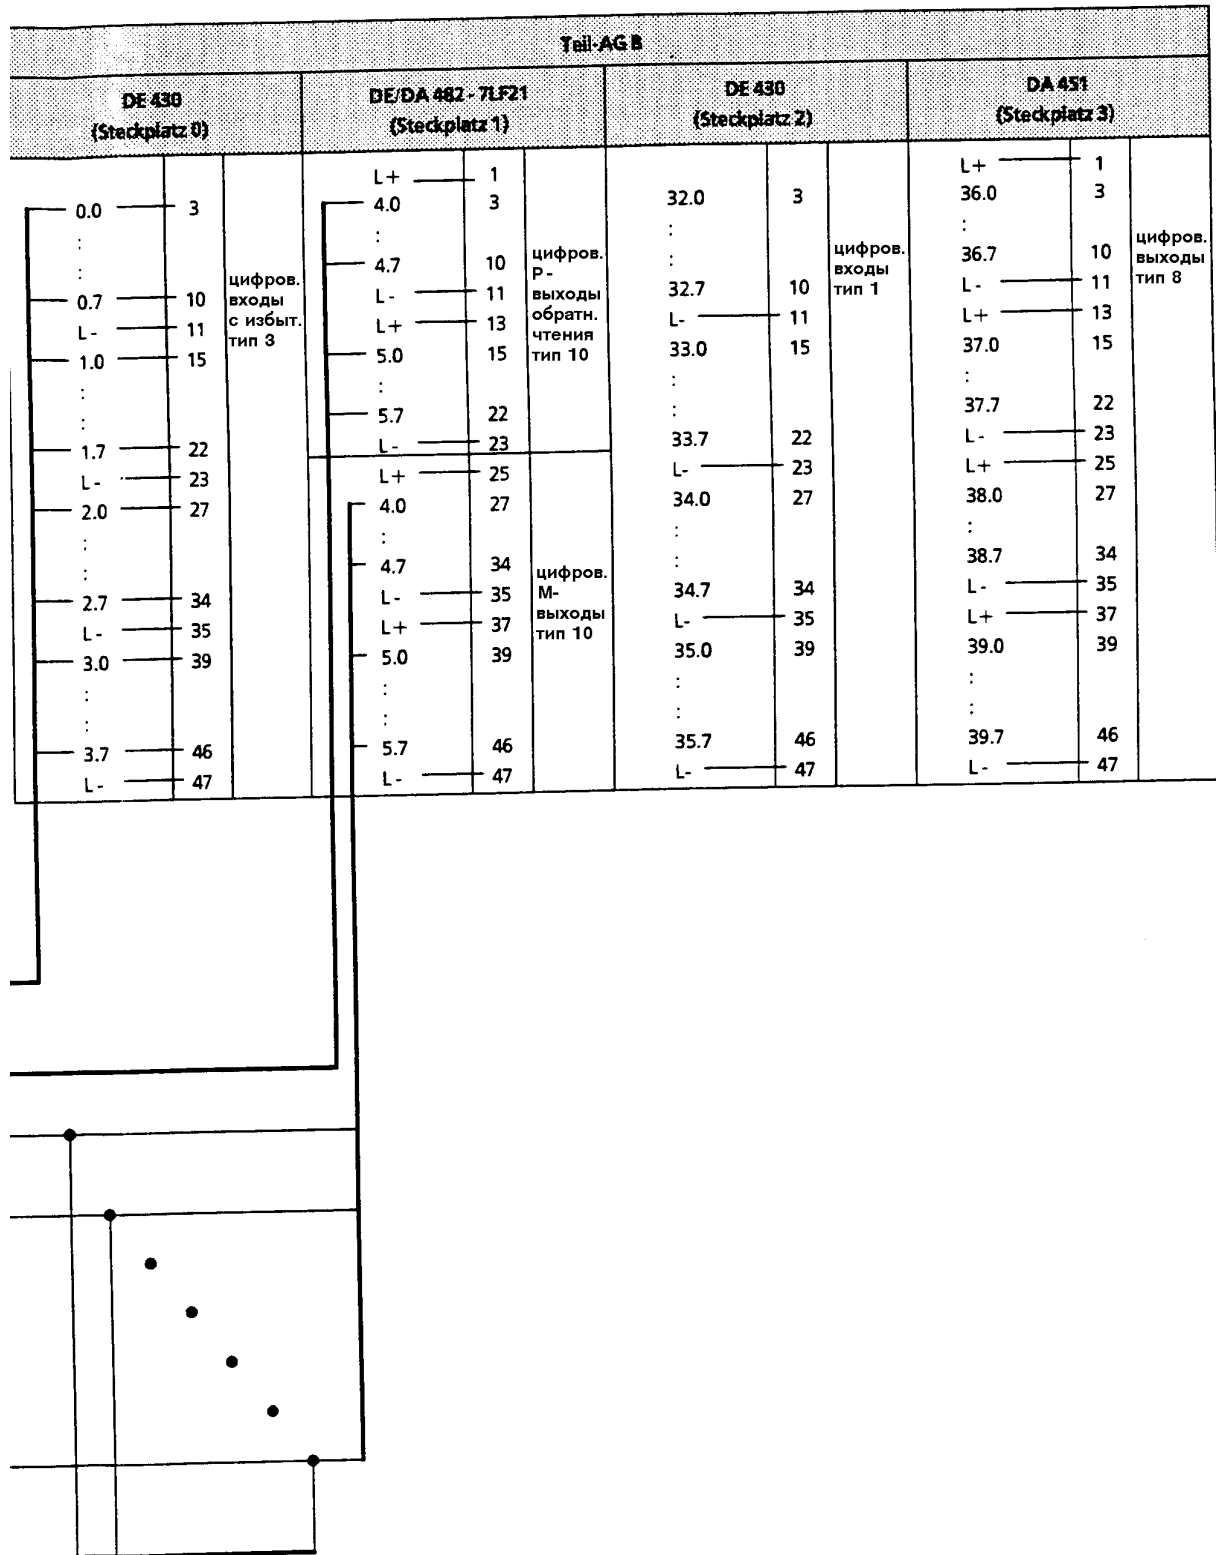 Teil-AG B
DE 430
(Steckplatz 0)
DE/DA 482 - 7LF21
(Steckplatz 1)
DE 430
(Steckplatz 2)
DA 451
(Steckplatz 3)
0.0 3
:
:
0.7 10
L- 11
1.0 15
:
:
1.7 22
L- 23
2.0 27
:
:
2.7 34
L- 35
3.0 39
:
:
3.7 46
L- 47
цифров.
входы
с избыт.
тип 3
L+ 1
4.0 3
:
4.7 10
L- 11
L+ 13
5.0 15
:
5.7 22
L- 23
цифров.
P-
выходы
обратн.
чтения
тип 10
L+ 25
4.0 27
:
4.7 34
L- 35
L+ 37
5.0 39
:
:
5.7 46
L- 47
цифров.
М-
выходы
тип 10
32.0 3
:
:
32.7 10
L- 11
33.0 15
:
:
33.7 22
L- 23
34.0 27
:
:
34.7 34
L- 35
35.0 39
:
:
35.7 46
L- 47
цифров.
входы
тип 1
L+ 1
36.0 3
:
36.7 10
L- 11
L+ 13
37.0 15
:
37.7 22
L- 23
L+ 25
38.0 27
:
38.7 34
L- 35
L+ 37
39.0 39
:
:
39.7 46
L- 47
цифров.
выходы
тип 8